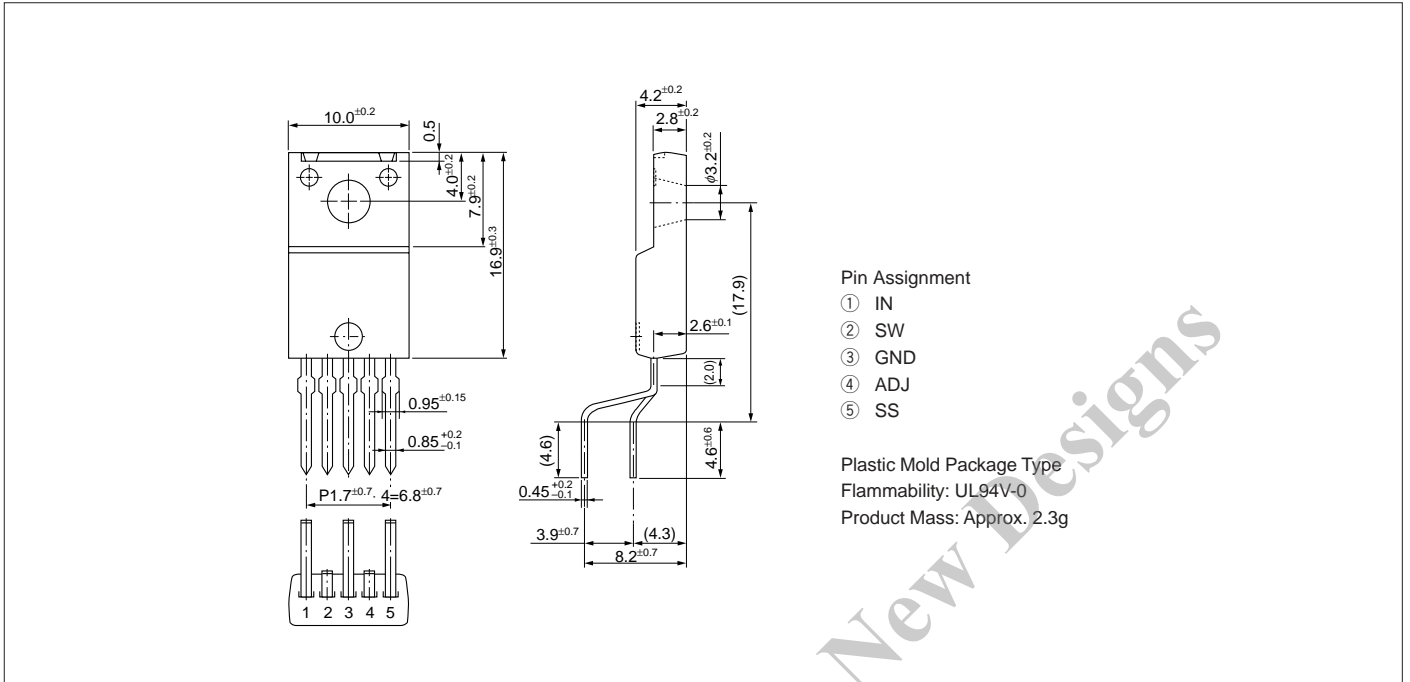 4.2±0.2
2.8±0.2
10.0±0.2
0.5
4.0±0.2
7.9±0.2
16.9±0.3
φ3.2±0.2
(17.9)
2.6±0.1
(2.0)
0.95±0.15
0.85+0.2−0.1
P1.7±0.7· 4=6.8±0.7
(4.6)
4.6±0.6
0.45+0.2−0.1
3.9±0.7
(4.3)
8.2±0.7
1 2 3 4 5
Pin Assignment
① IN
② SW
③ GND
④ ADJ
⑤ SS
Plastic Mold Package Type
Flammability: UL94V-0
Product Mass: Approx. 2.3g
New Designs